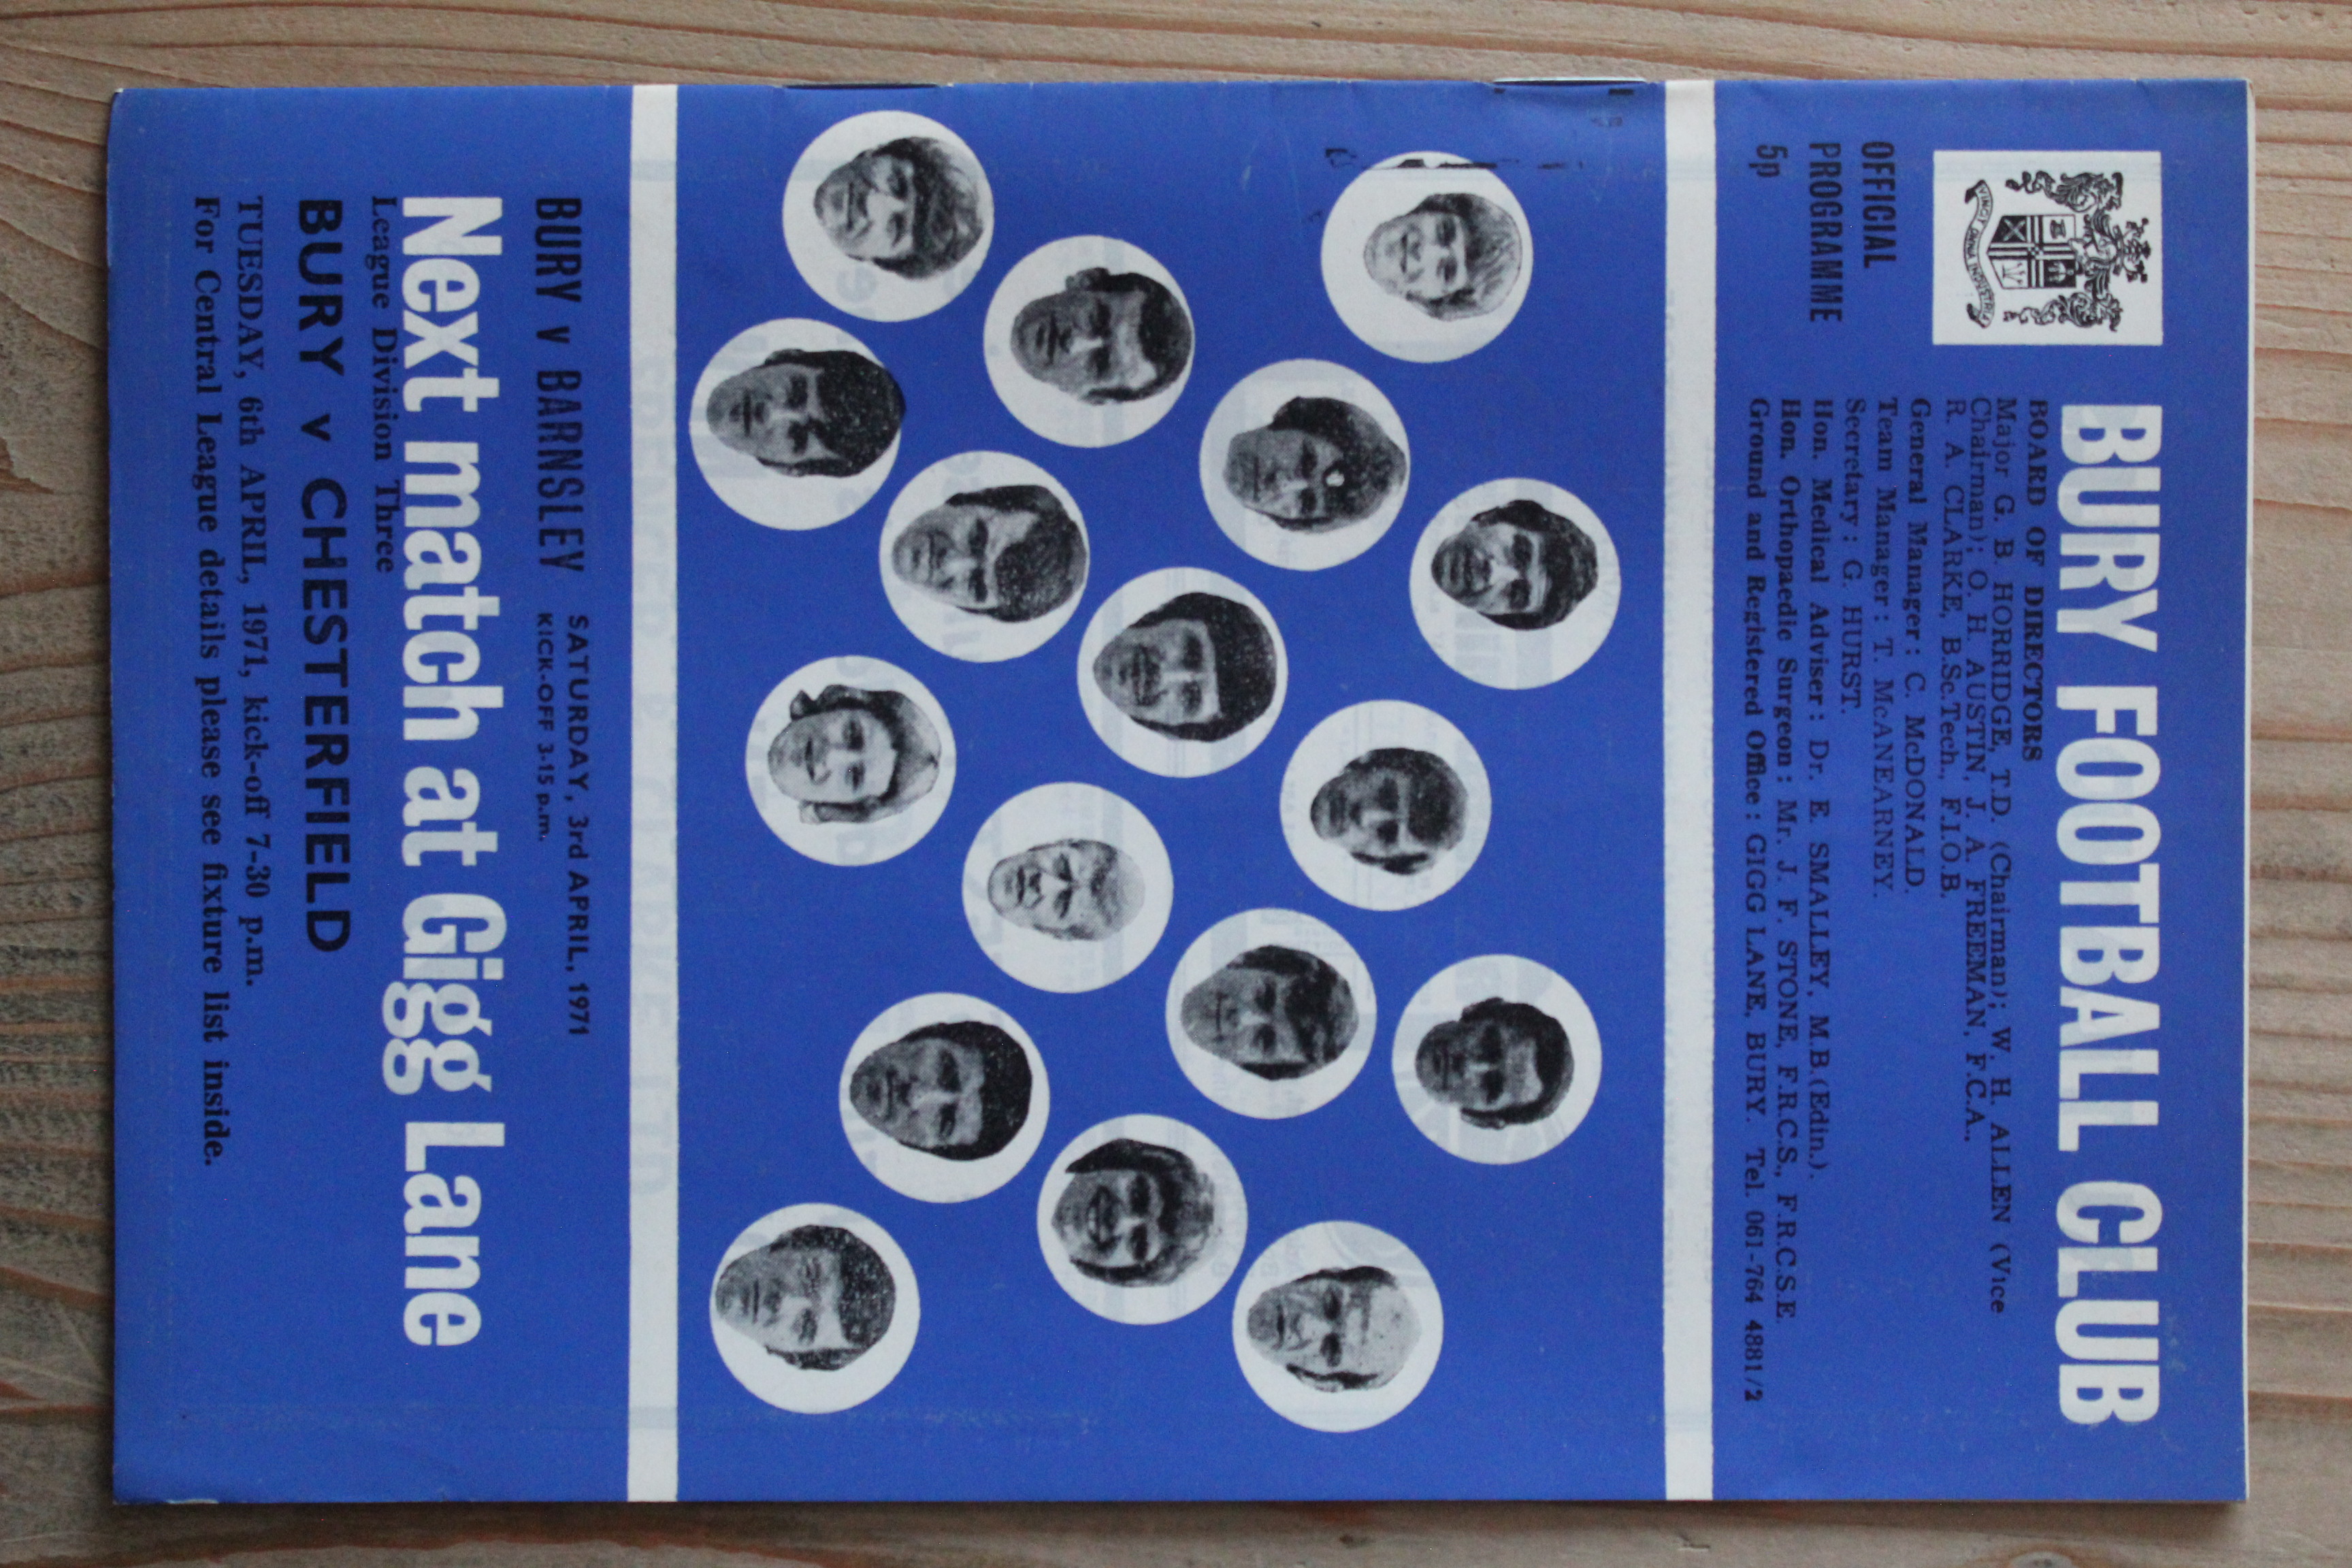 BURY FOOTBALL CLUB
VINCIT OMNIA INDUSTRIA
OFFICIAL
PROGRAMME
5p
BOARD OF DIRECTORS
Major G. B. HORRIDGE, T.D. (Chairman); W. H. ALLEN (Vice
Chairman); O. H. AUSTIN, J. A. FREEMAN, F.C.A.,
R. A. CLARKE, B.Sc.Tech., F.I.O.B.
General Manager: C. McDONALD.
Team Manager: T. McANEARNEY.
Secretary: G. HURST.
Hon. Medical Adviser: Dr. E. SMALLEY, M.B.(Edin.).
Hon. Orthopaedic Surgeon: Mr. J. F. STONE, F.R.C.S., F.R.C.S.E.
Ground and Registered Office: GIGG LANE, BURY. Tel. 061-764 4881/2
BURY v BARNSLEY SATURDAY, 3rd APRIL, 1971
KICK-OFF 3-15 p.m.
Next match at Gigg Lane
League Division Three
BURY v CHESTERFIELD
TUESDAY, 6th APRIL, 1971, kick-off 7-30 p.m.
For Central League details please see fixture list inside.